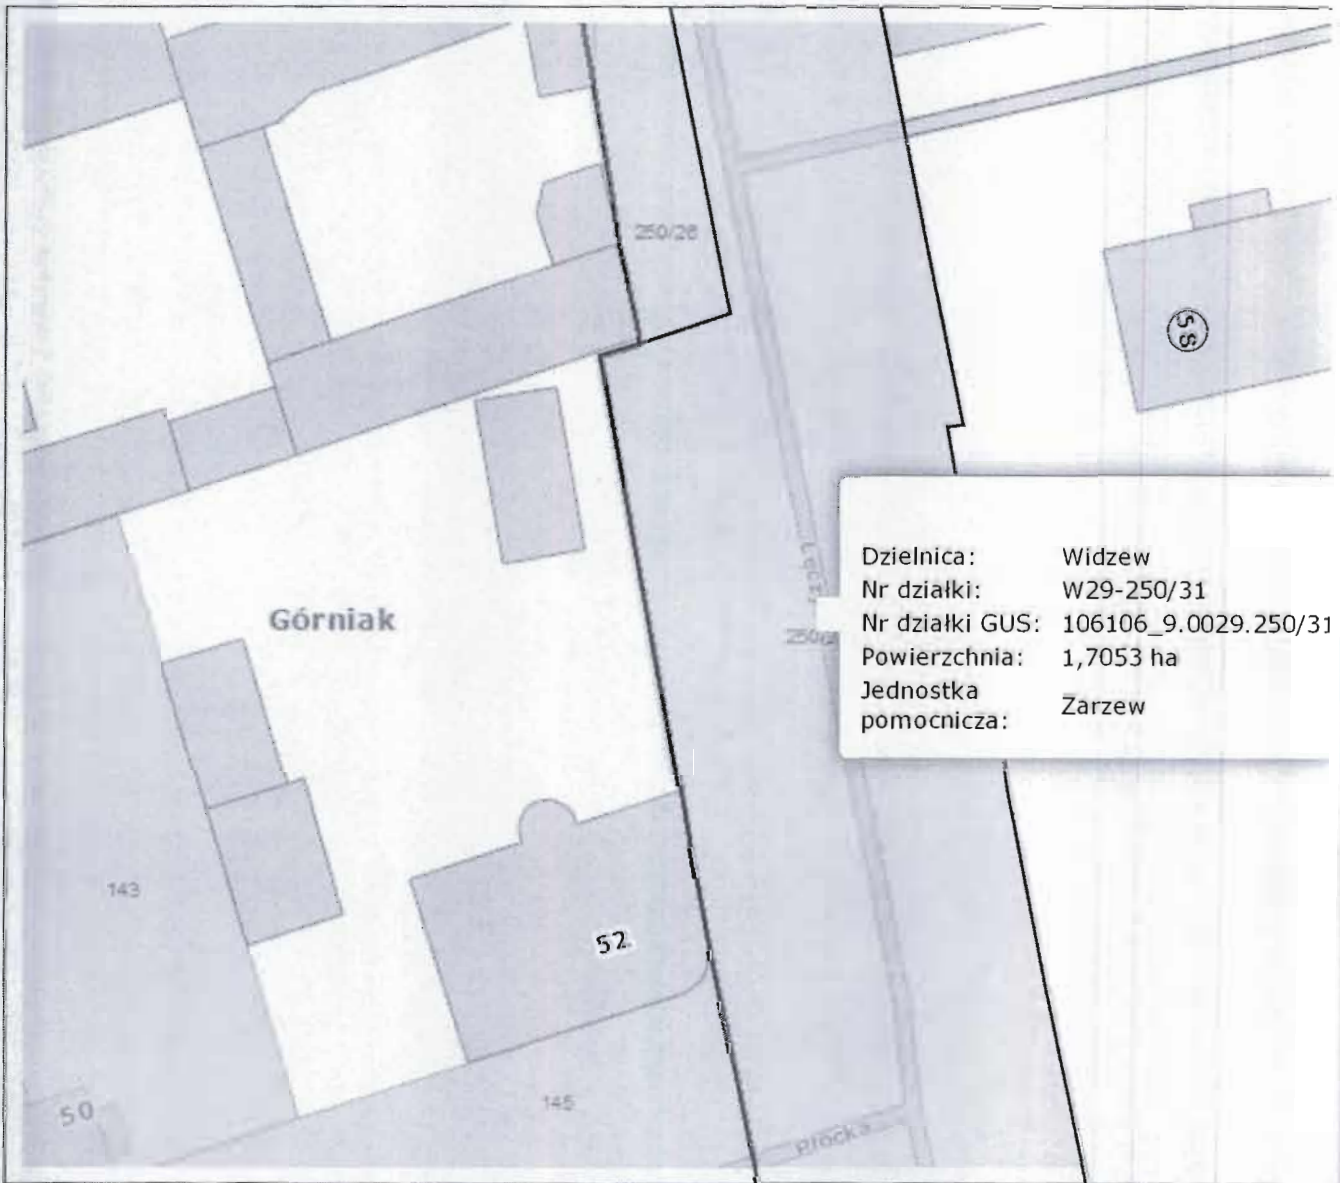 250/26
58
Dzielnica: Widzew
Nr działki: W29-250/31
Nr działki GUS: 106106_9.0029.250/31
Powierzchnia: 1,7053 ha
Jednostka
pomocnicza: Zarzew
Górniak
143
52
50
145
Płocka